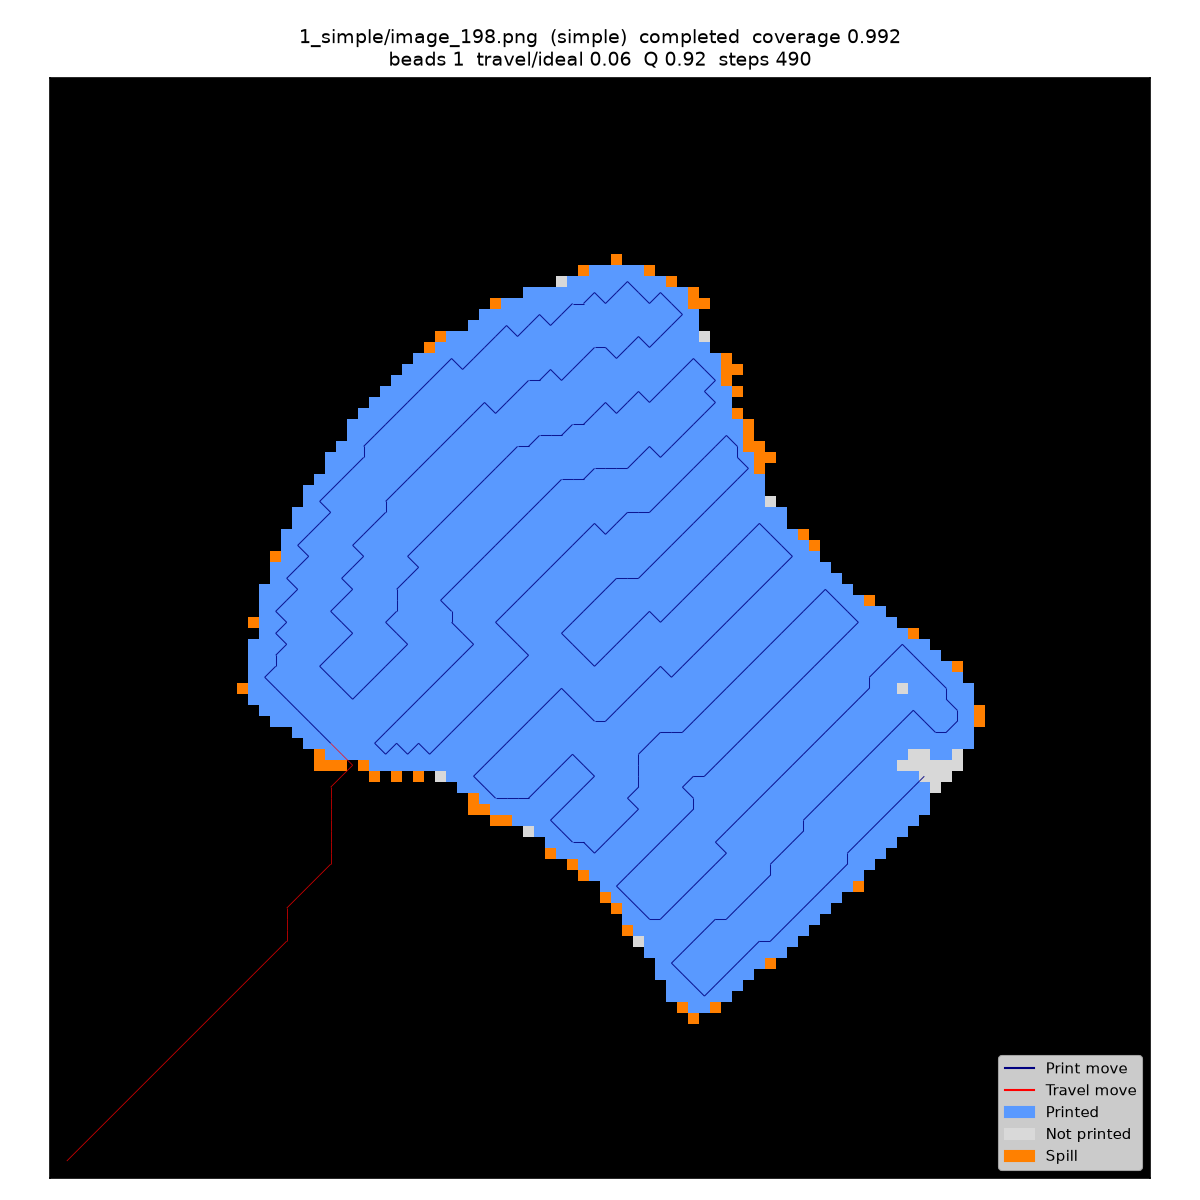 1_simple/image_198.png  (simple)  completed  coverage 0.992
beads 1  travel/ideal 0.06  Q 0.92  steps 490
Print move
Travel move
Printed
Not printed
Spill